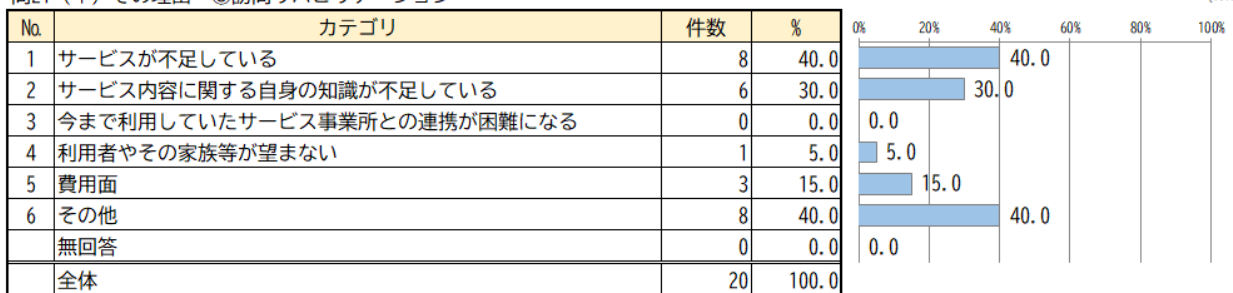 No. カテゴリ 件数 % 0% 20% 40% 60% 80% 100%
1 サービスが不足している 8 40.0 40.0
2 サービス内容に関する自身の知識が不足している 6 30.0 30.0
3 今まで利用していたサービス事業所との連携が困難になる 0 0.0 0.0
4 利用者やその家族等が望まない 1 5.0 5.0
5 費用面 3 15.0 15.0
6 その他 8 40.0 40.0
無回答 0 0.0 0.0
全体 20 100.0